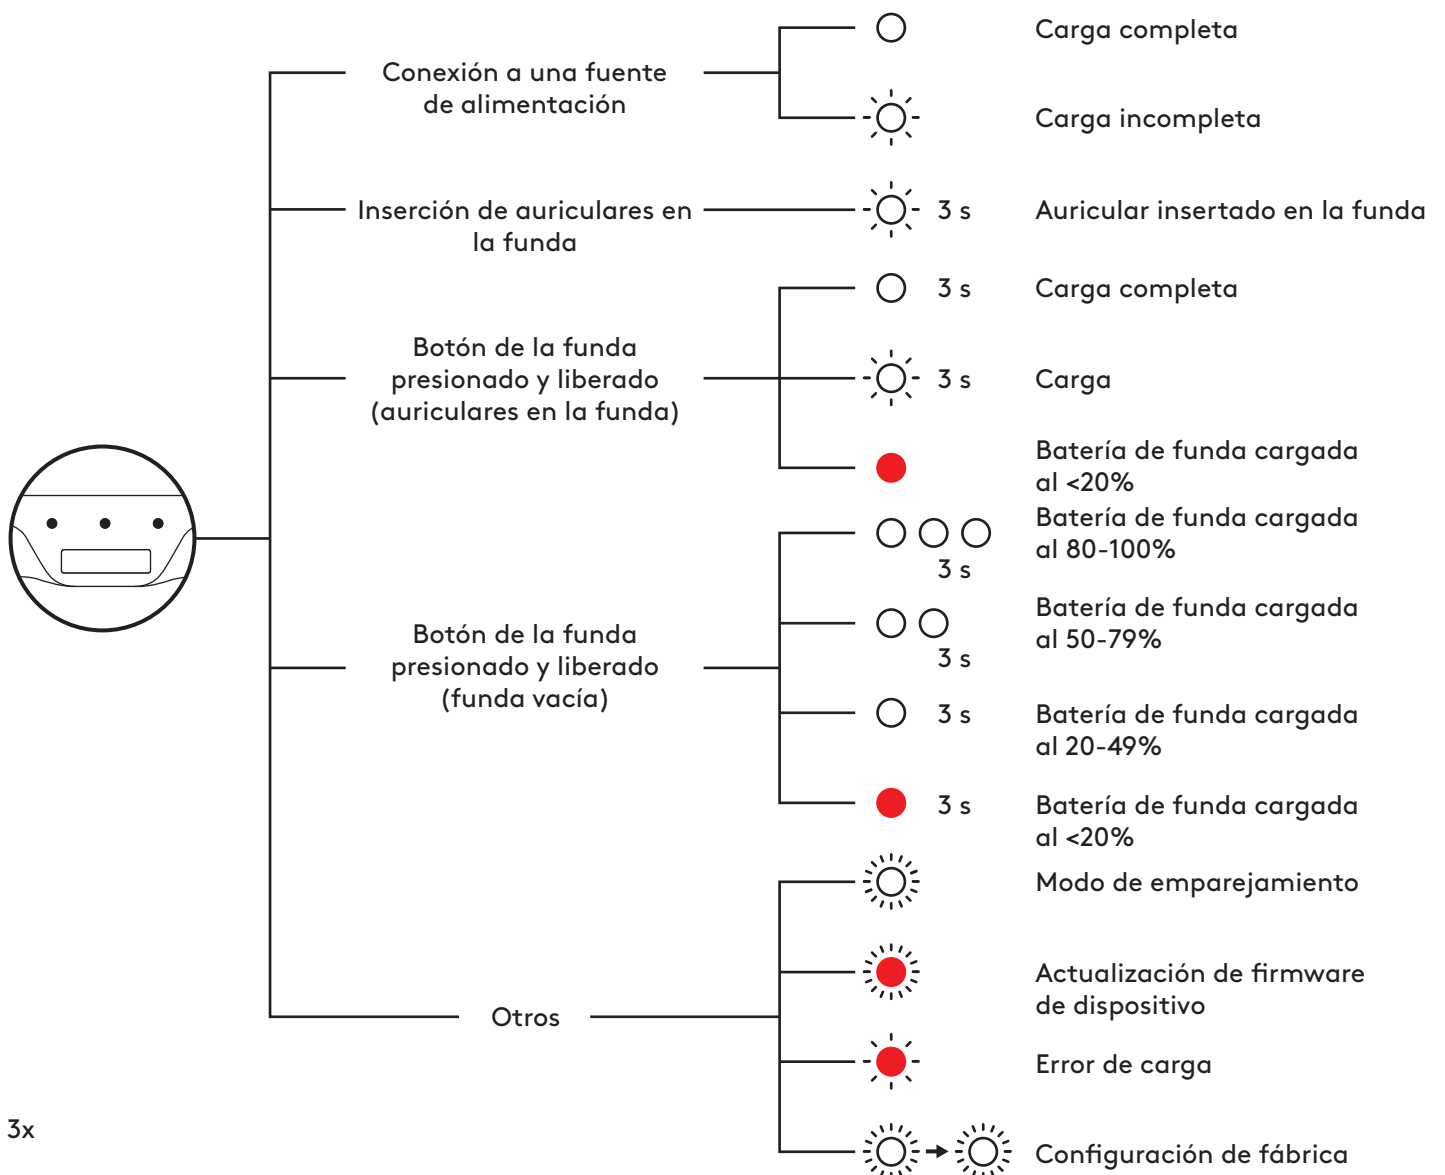 Conexión a una fuente
de alimentación
Carga completa
Carga incompleta
Inserción de auriculares en
la funda
3 s
Auricular insertado en la funda
Botón de la funda
presionado y liberado
(auriculares en la funda)
3 s
Carga completa
3 s
Carga
Batería de funda cargada
al <20%
Botón de la funda
presionado y liberado
(funda vacía)
3 s
Batería de funda cargada
al 80-100%
3 s
Batería de funda cargada
al 50-79%
3 s
Batería de funda cargada
al 20-49%
3 s
Batería de funda cargada
al <20%
Otros
Modo de emparejamiento
Actualización de firmware
de dispositivo
Error de carga
Configuración de fábrica
3x